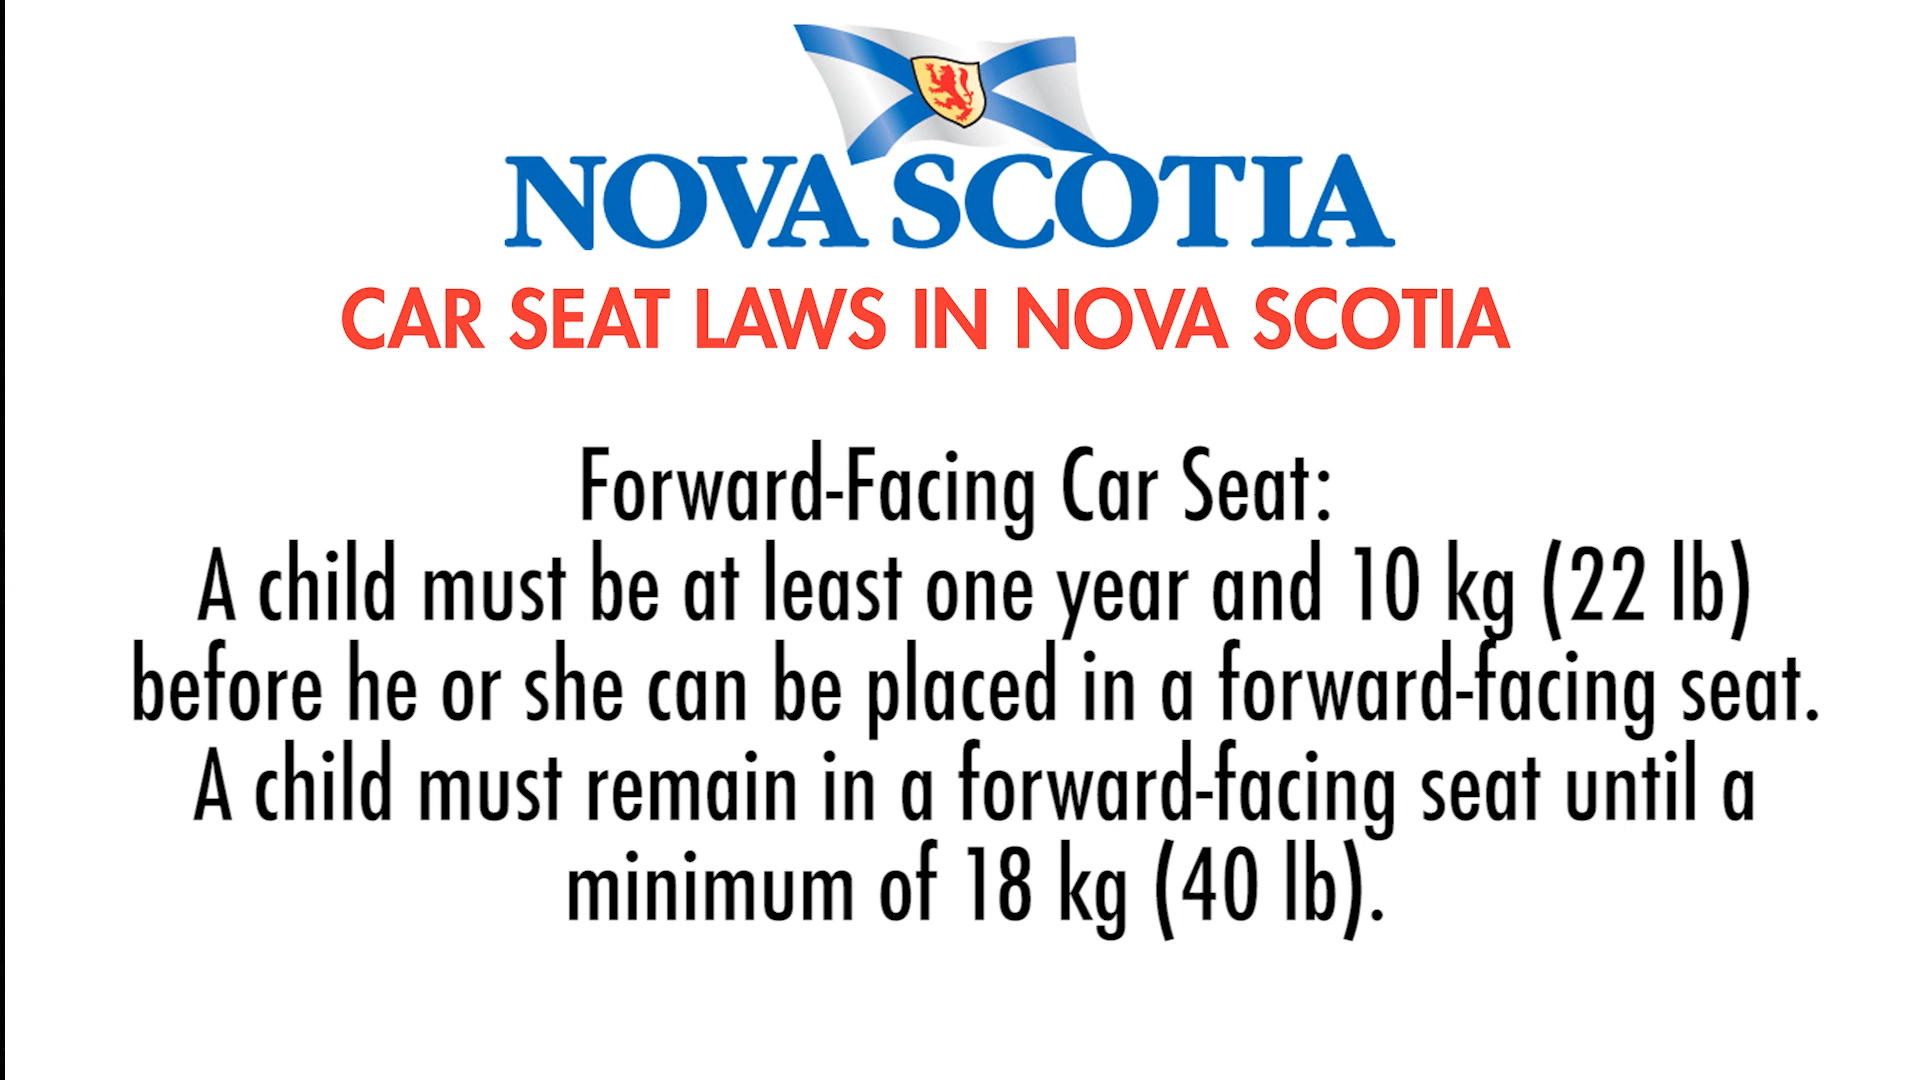 NOVA SCOTIA
CAR SEAT LAWS IN NOVA SCOTIA
Forward-Facing Car Seat:
A child must be at least one year and 10 kg (22 lb)
before he or she can be placed in a forward-facing seat.
A child must remain in a forward-facing seat until a
minimum of 18 kg (40 lb).